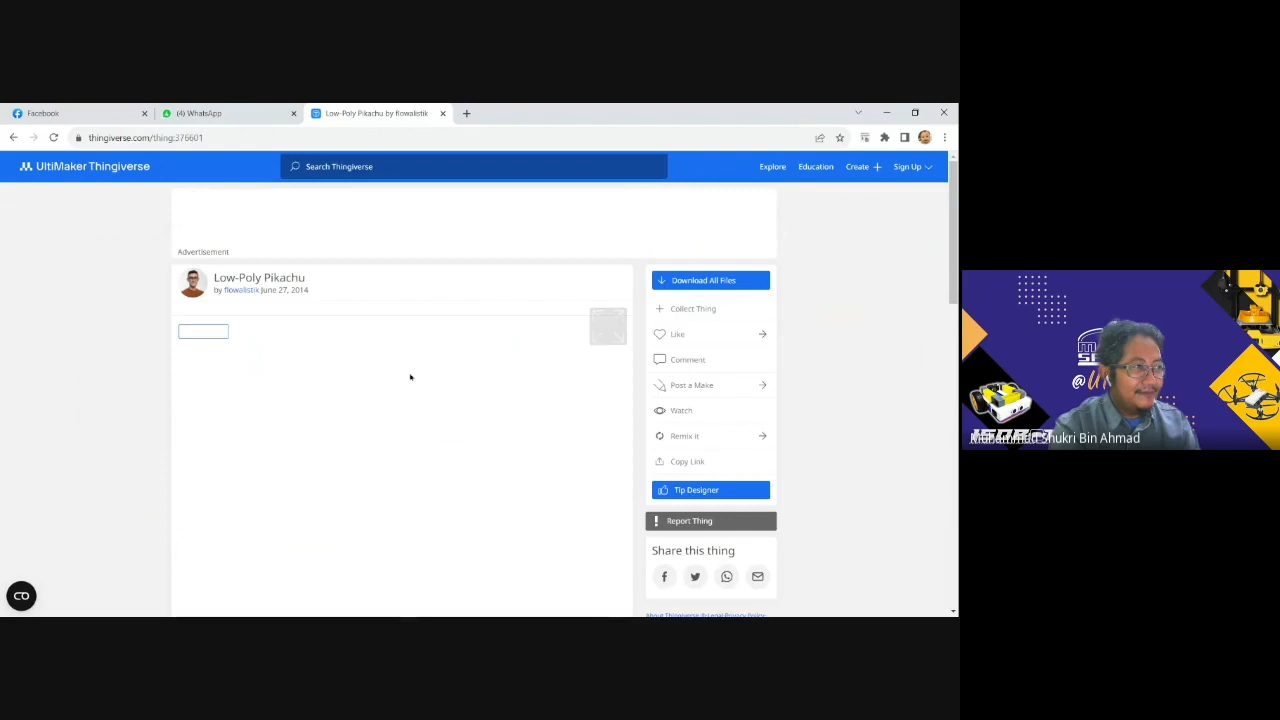 Facebook
(4) WhatsApp
Low-Poly Pikachu by flowalistik
thingiverse.com/thing:376601
UltiMaker Thingiverse
Search Thingiverse
Explore
Education
Create
Sign Up
Advertisement
Low-Poly Pikachu
by flowalistik June 27, 2014
Download All Files
Collect Thing
Like
Comment
Post a Make
Watch
Remix it
Copy Link
Tip Designer
Report Thing
Share this thing
Muhammad Shukri Bin Ahmad